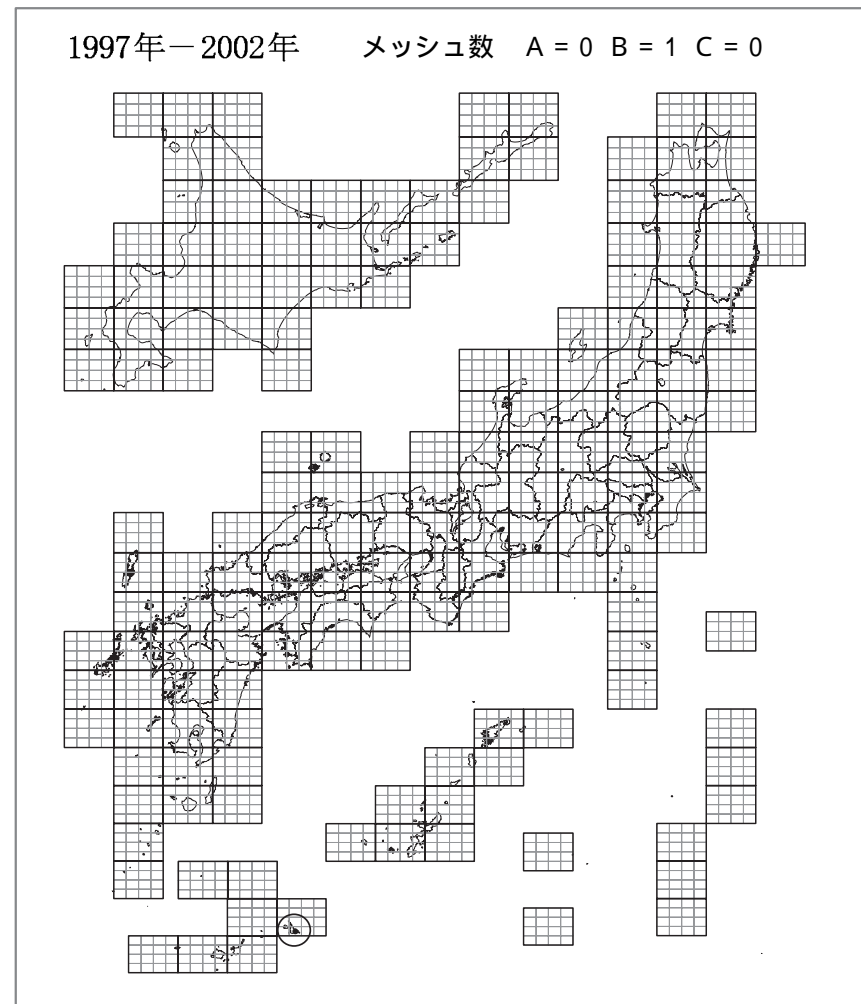 1997年－2002年 メッシュ数 A = 0 B = 1 C = 0